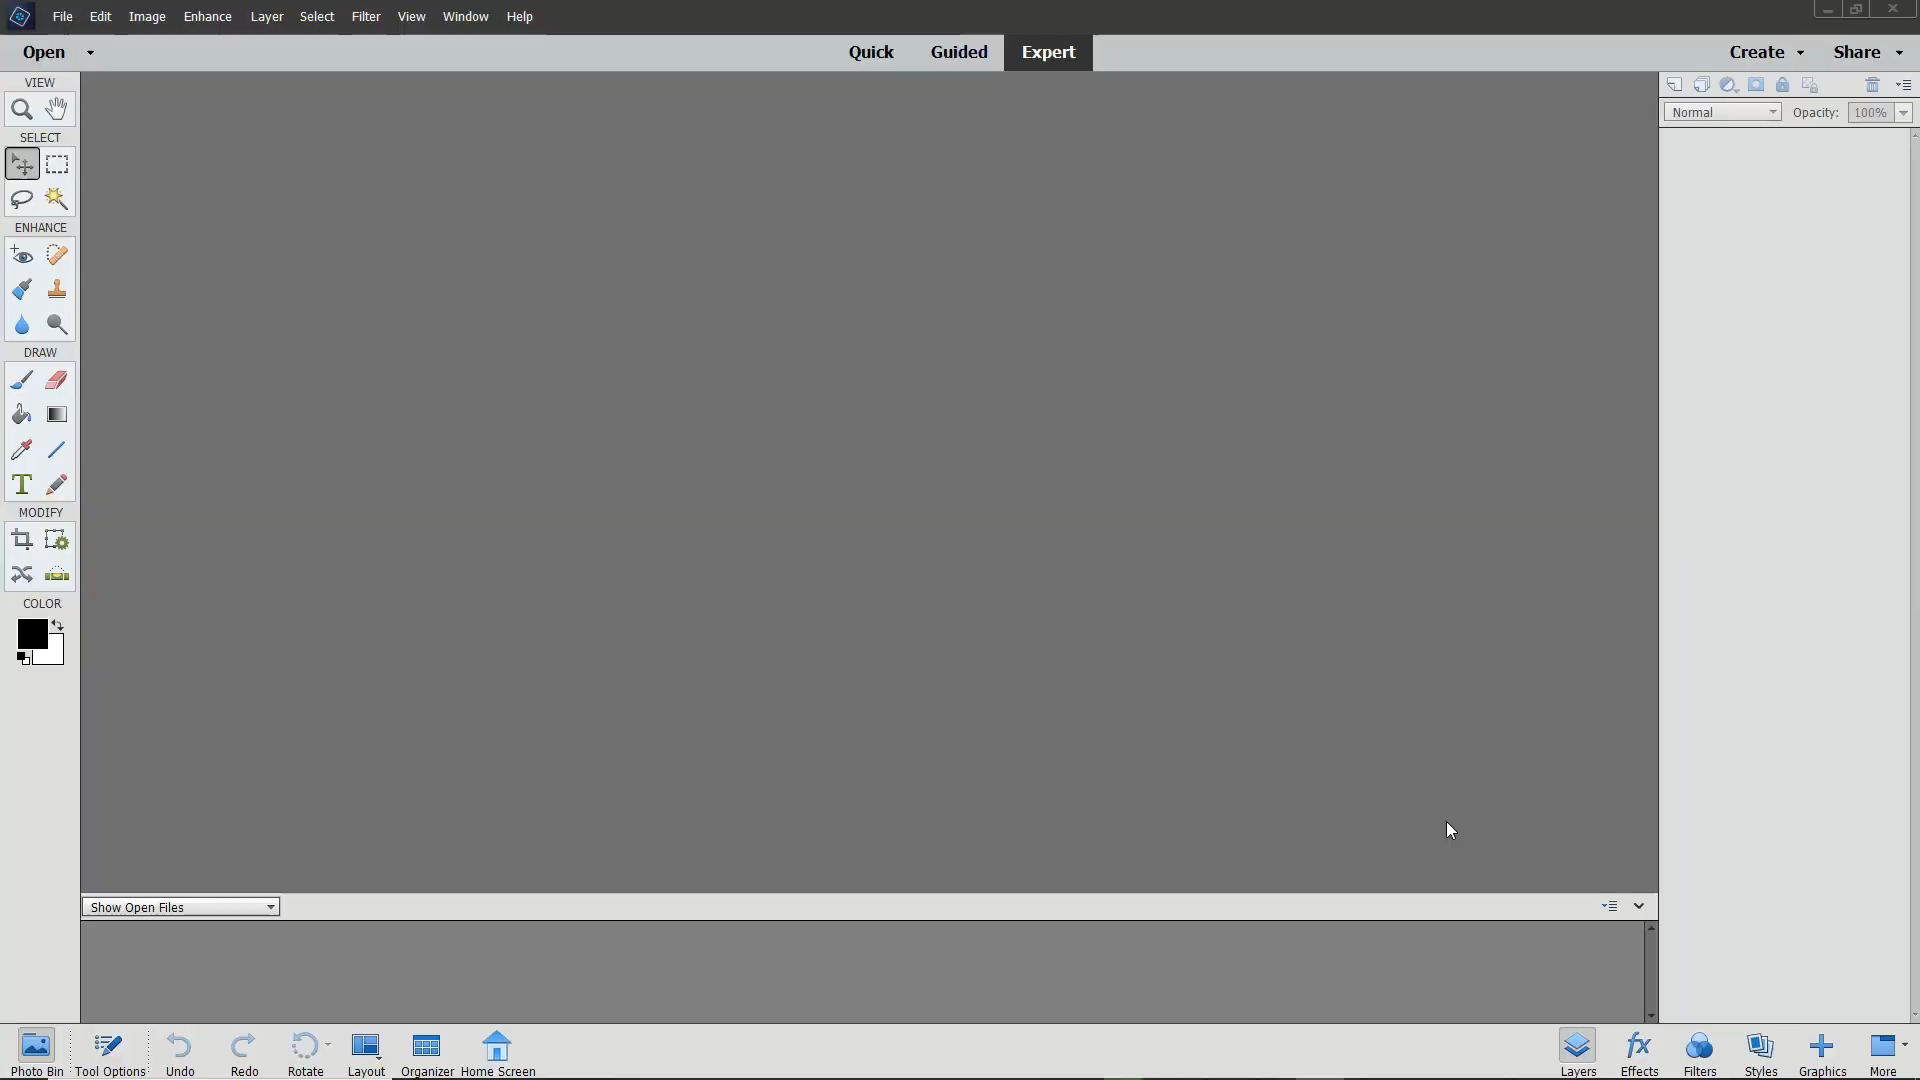 File Edit Image Enhance Layer Select Filter View Window Help
Open Quick Guided Expert Create Share
VIEW
SELECT
ENHANCE
DRAW
MODIFY
COLOR
Normal Opacity: 100%
Show Open Files
Photo Bin Tool Options Undo Redo Rotate Layout Organizer Home Screen Layers Effects Filters Styles Graphics More